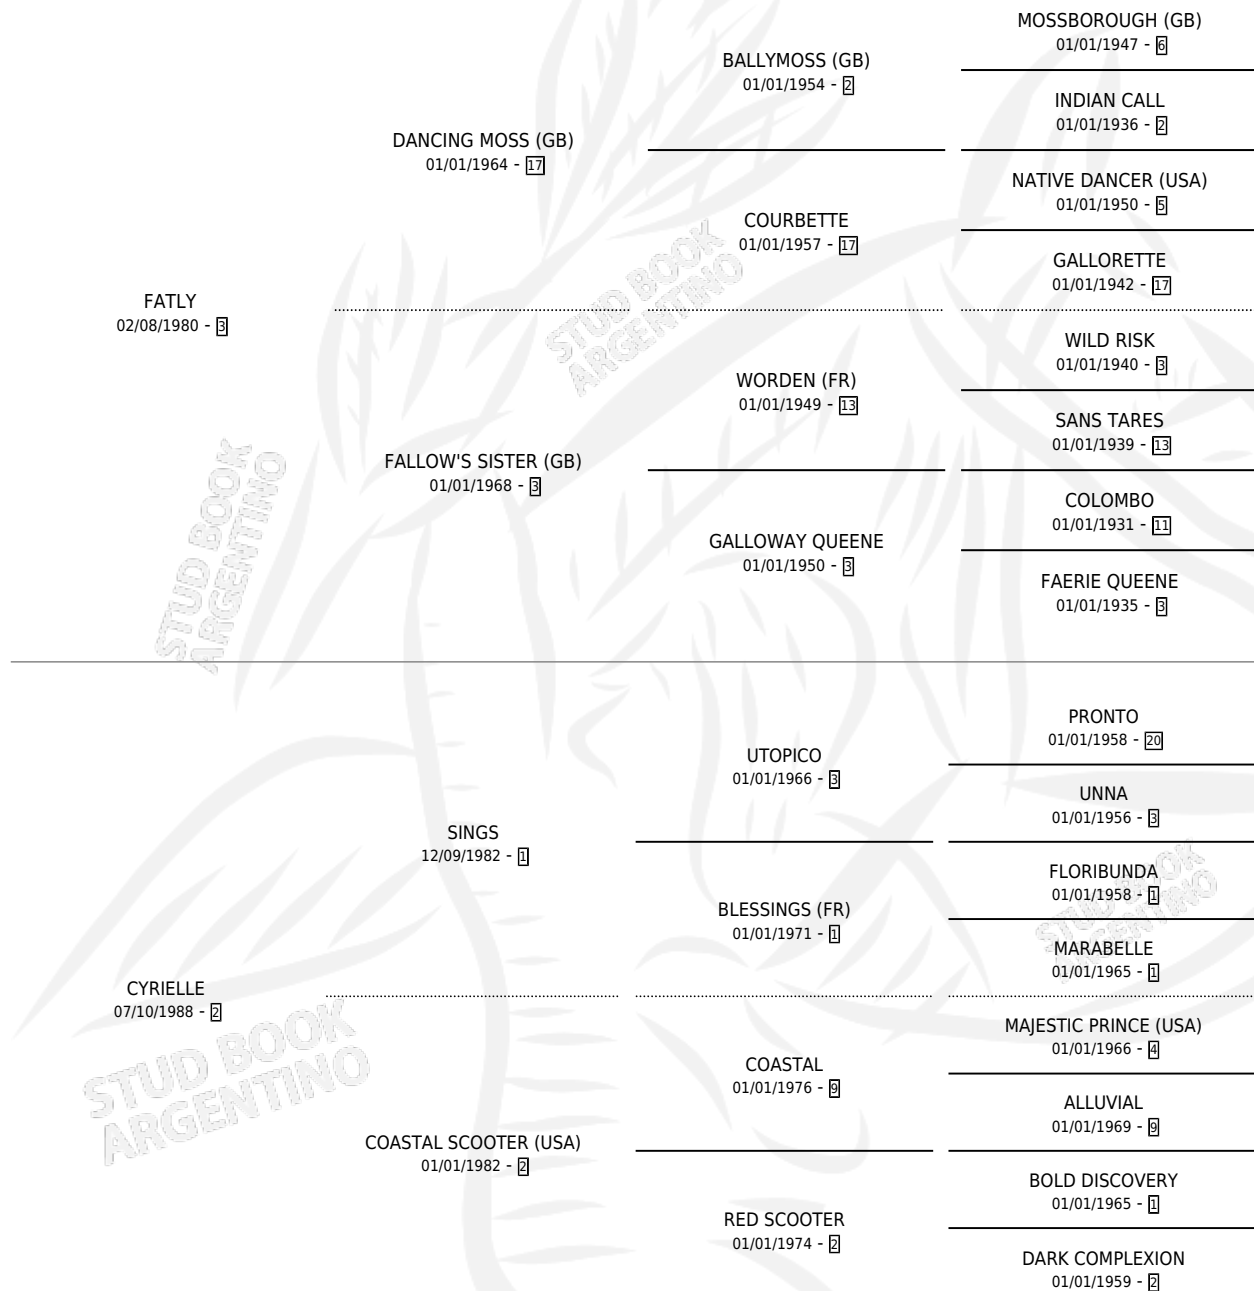 MOSSBOROUGH (GB)
01/01/1947 - 6
BALLYMOSS (GB)
01/01/1954 - 2
INDIAN CALL
01/01/1936 - 2
DANCING MOSS (GB)
01/01/1964 - 17
NATIVE DANCER (USA)
01/01/1950 - 5
COURBETTE
01/01/1957 - 17
GALLORETTE
01/01/1942 - 17
FATLY
02/08/1980 - 3
WILD RISK
01/01/1940 - 3
WORDEN (FR)
01/01/1949 - 13
SANS TARES
01/01/1939 - 13
FALLOW'S SISTER (GB)
01/01/1968 - 3
COLOMBO
01/01/1931 - 11
GALLOWAY QUEENE
01/01/1950 - 3
FAERIE QUEENE
01/01/1935 - 3
STUD BOOK
ARGENTINO
STUD BOOK
ARGENTINO
PRONTO
01/01/1958 - 20
UTOPICO
01/01/1966 - 3
UNNA
01/01/1956 - 3
SINGS
12/09/1982 - 1
FLORIBUNDA
01/01/1958 - 1
BLESSINGS (FR)
01/01/1971 - 1
MARABELLE
01/01/1965 - 1
STUD BOOK
ARGENTINO
CYRIELLE
07/10/1988 - 2
MAJESTIC PRINCE (USA)
01/01/1966 - 4
COASTAL
01/01/1976 - 9
ALLUVIAL
01/01/1969 - 9
COASTAL SCOOTER (USA)
01/01/1982 - 2
BOLD DISCOVERY
01/01/1965 - 1
RED SCOOTER
01/01/1974 - 2
DARK COMPLEXION
01/01/1959 - 2
STUD BOOK
ARGENTINO